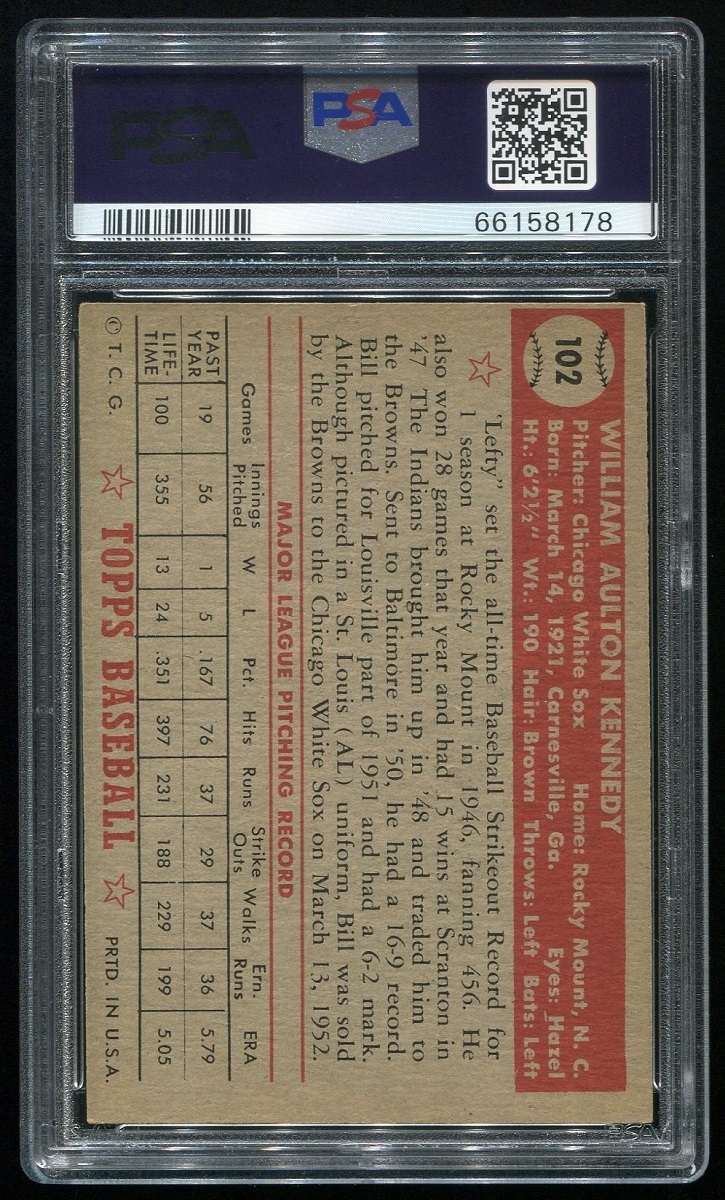 PSA
PSA
66158178
102
WILLIAM AULTON KENNEDY
Pitcher: Chicago White Sox Home: Rocky Mount, N. C.
Born: March 14, 1921, Carnesville, Ga. Eyes: Hazel
Ht.: 6'2½" Wt.: 190 Hair: Brown Throws: Left Bats: Left
"Lefty" set the all-time Baseball Strikeout Record for
1 season at Rocky Mount in 1946, fanning 456. He
also won 28 games that year and had 15 wins at Scranton in
'47 The Indians brought him up in '48 and traded him to
the Browns. Sent to Baltimore in '50, he had a 16-9 record.
Bill pitched for Louisville part of 1951 and had a 6-2 mark.
Although pictured in a St. Louis (AL) uniform, Bill was sold
by the Browns to the Chicago White Sox on March 13, 1952.
MAJOR LEAGUE PITCHING RECORD
Games Innings Pitched W L Pct. Hits Runs Strike Outs Walks Ern. Runs ERA
PAST YEAR 19 56 1 5 .167 76 37 29 37 36 5.79
LIFE-TIME 100 355 13 24 .351 397 231 188 229 199 5.05
© T. C. G. TOPPS BASEBALL PRTD. IN U.S.A.
PSA